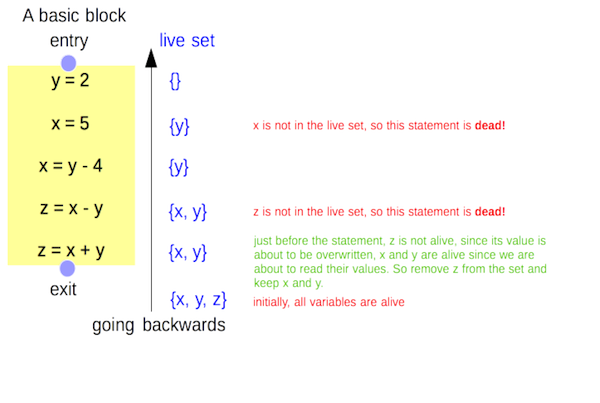 A basic block
entry
live set
y = 2
{}
x = 5
{y}
x is not in the live set, so this statement is dead!
x = y - 4
{y}
z = x - y
{x, y}
z is not in the live set, so this statement is dead!
z = x + y
{x, y}
just before the statement, z is not alive, since its value is
about to be overwritten, x and y are alive since we are
about to read their values. So remove z from the set and
keep x and y.
exit
{x, y, z}
initially, all variables are alive
going backwards